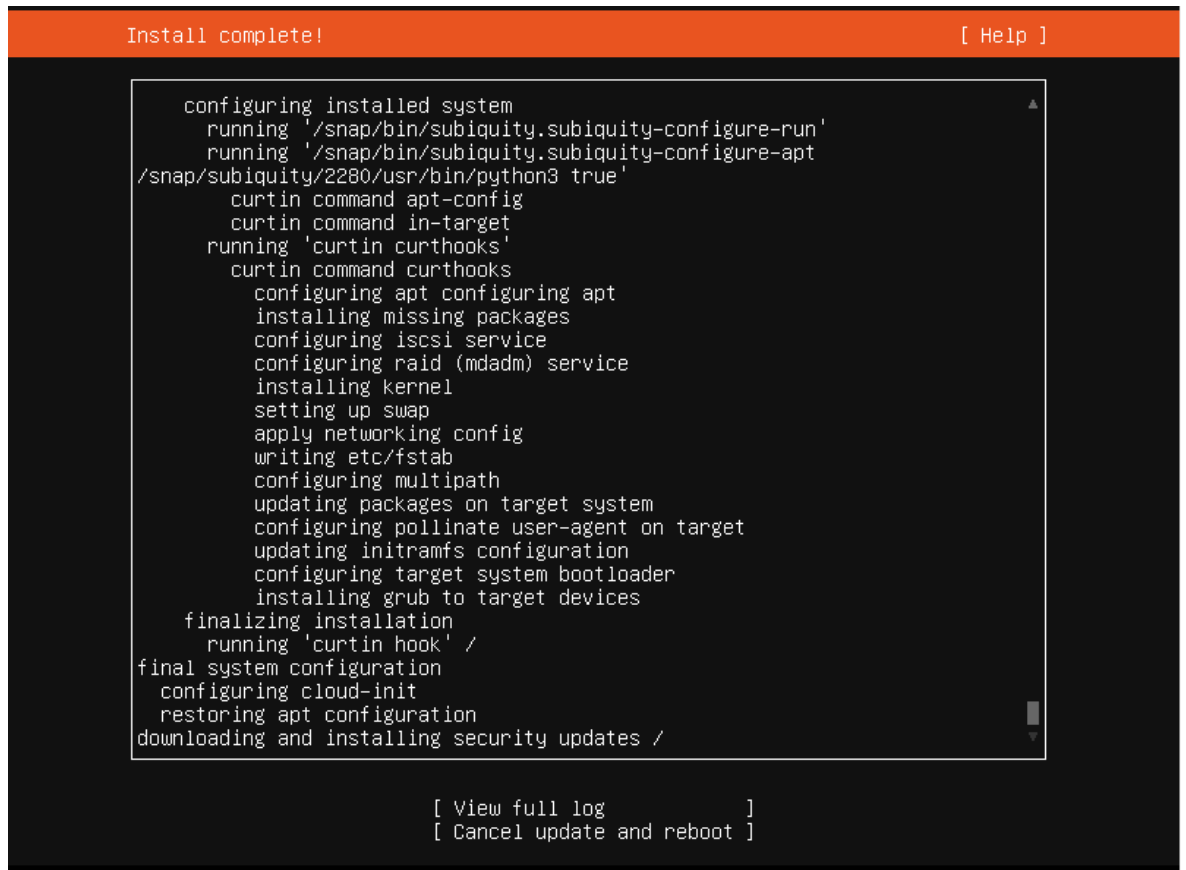 Install complete! [ Help ]
configuring installed system
running '/snap/bin/subiquity.subiquity-configure-run'
running '/snap/bin/subiquity.subiquity-configure-apt
/snap/subiquity/2280/usr/bin/python3 true'
curtin command apt-config
curtin command in-target
running 'curtin curthooks'
curtin command curthooks
configuring apt configuring apt
installing missing packages
configuring iscsi service
configuring raid (mdadm) service
installing kernel
setting up swap
apply networking config
writing etc/fstab
configuring multipath
updating packages on target system
configuring pollinate user-agent on target
updating initramfs configuration
configuring target system bootloader
installing grub to target devices
finalizing installation
running 'curtin hook' /
final system configuration
configuring cloud-init
restoring apt configuration
downloading and installing security updates /
[ View full log ]
[ Cancel update and reboot ]